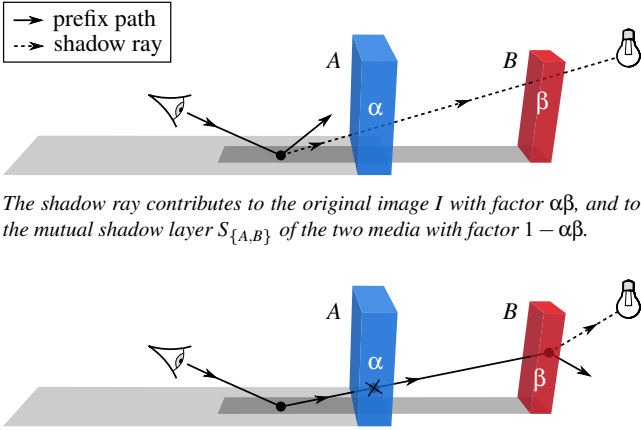 prefix path
shadow ray
A
B
α
β
The shadow ray contributes to the original image I with factor αβ, and to
the mutual shadow layer S{A,B} of the two media with factor 1 − αβ.
A
B
α
β